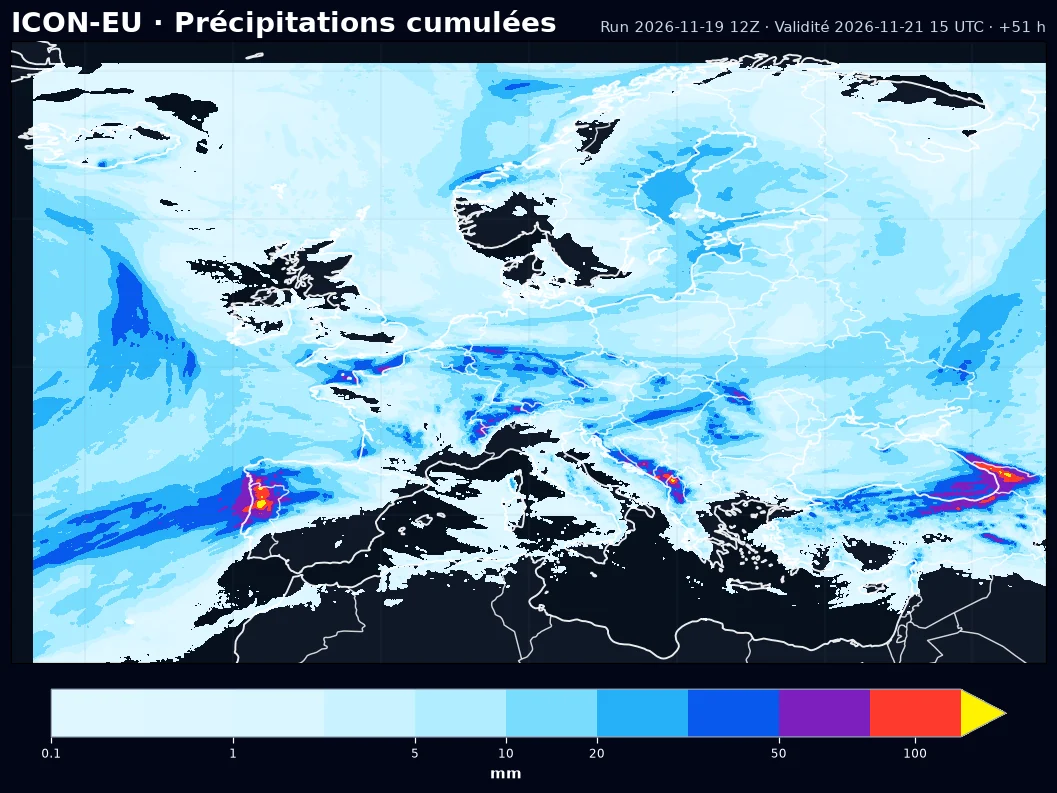 ICON-EU · Précipitations cumulées
Run 2026-11-19 12Z · Validité 2026-11-21 15 UTC · +51 h
0.1 1 5 10 20 50 100
mm